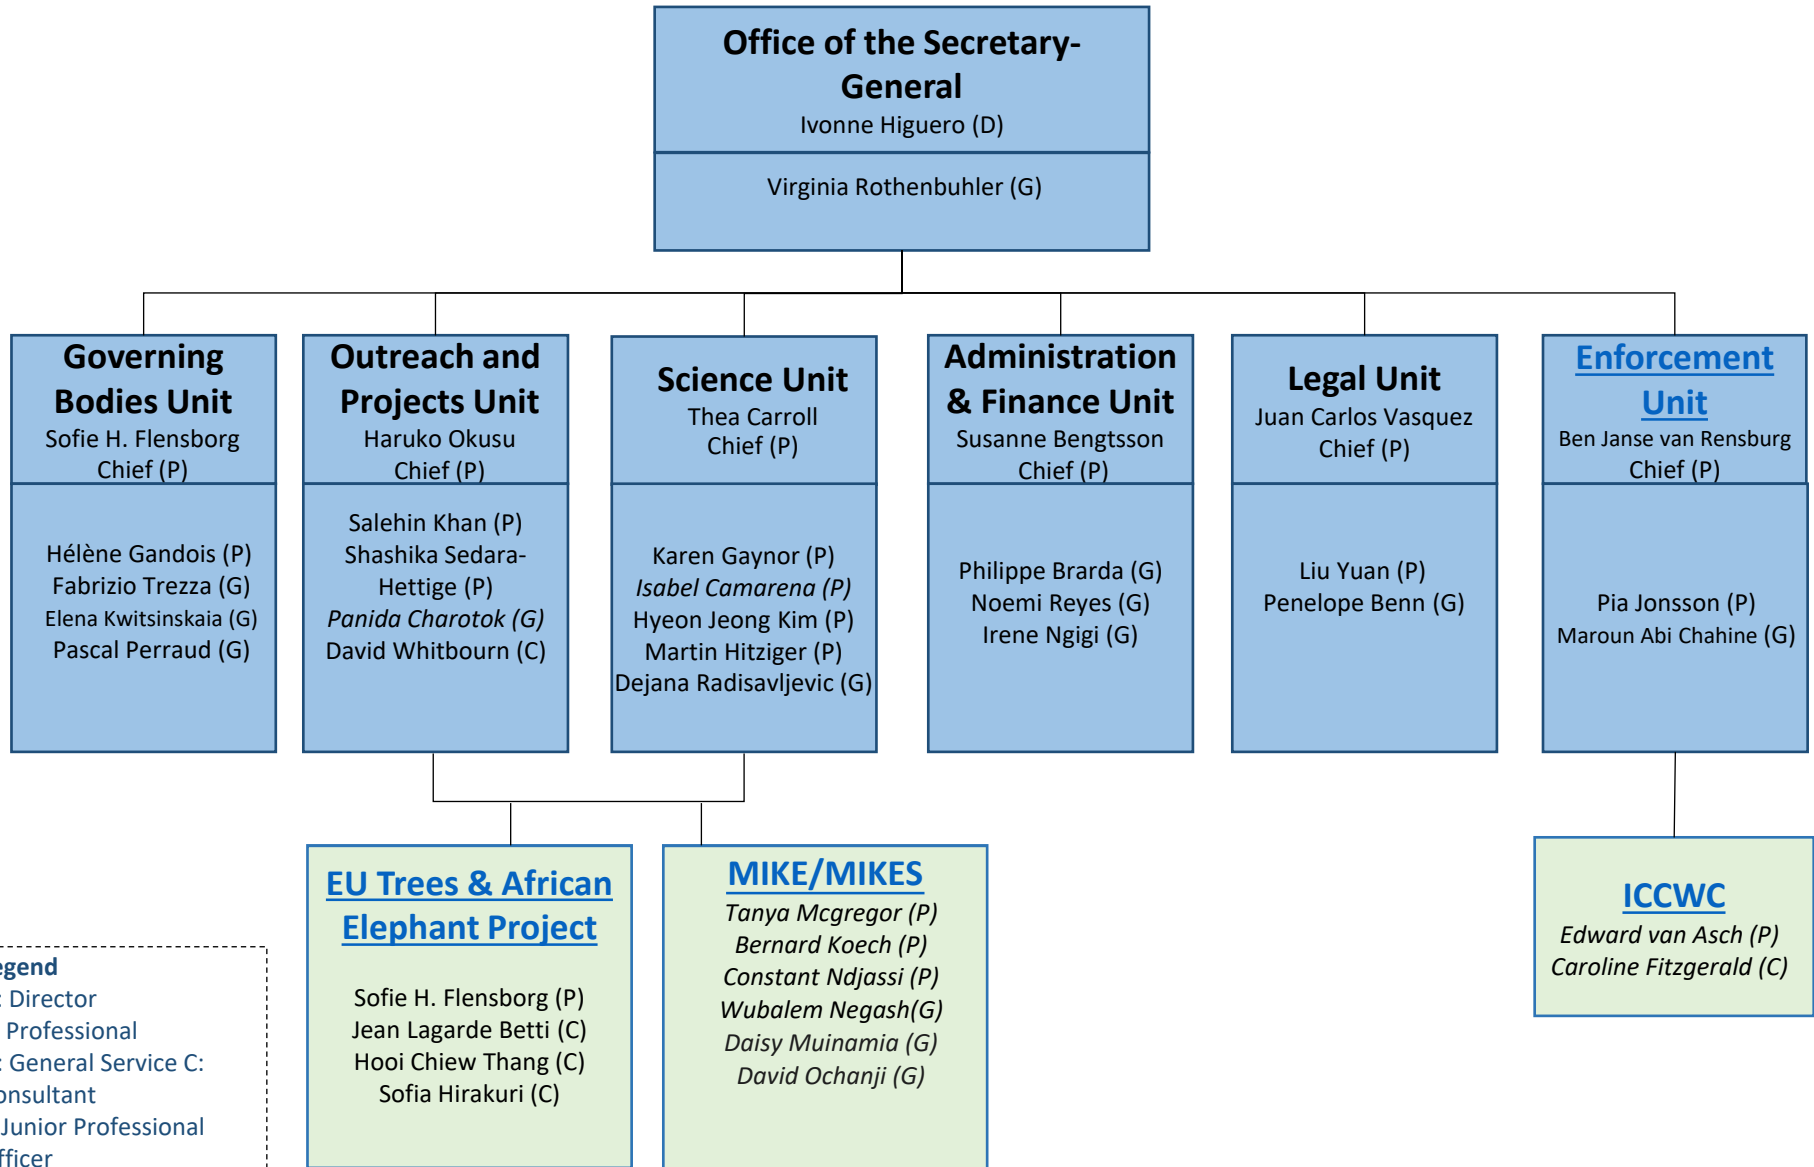 Office of the Secretary-
General
Ivonne Higuero (D)
Virginia Rothenbuhler (G)
Governing
Bodies Unit
Sofie H. Flensborg
Chief (P)
Hélène Gandois (P)
Fabrizio Trezza (G)
Elena Kwitsinskaia (G)
Pascal Perraud (G)
Outreach and
Projects Unit
Haruko Okusu
Chief (P)
Salehin Khan (P)
Shashika Sedara-
Hettige (P)
Panida Charotok (G)
David Whitbourn (C)
Science Unit
Thea Carroll
Chief (P)
Karen Gaynor (P)
Isabel Camarena (P)
Hyeon Jeong Kim (P)
Martin Hitziger (P)
Dejana Radisavljevic (G)
Administration
& Finance Unit
Susanne Bengtsson
Chief (P)
Philippe Brarda (G)
Noemi Reyes (G)
Irene Ngigi (G)
Legal Unit
Juan Carlos Vasquez
Chief (P)
Liu Yuan (P)
Penelope Benn (G)
Enforcement
Unit
Ben Janse van Rensburg
Chief (P)
Pia Jonsson (P)
Maroun Abi Chahine (G)
EU Trees & African
Elephant Project
Sofie H. Flensborg (P)
Jean Lagarde Betti (C)
Hooi Chiew Thang (C)
Sofia Hirakuri (C)
MIKE/MIKES
Tanya Mcgregor (P)
Bernard Koech (P)
Constant Ndjassi (P)
Wubalem Negash(G)
Daisy Muinamia (G)
David Ochanji (G)
ICCWC
Edward van Asch (P)
Caroline Fitzgerald (C)
egend
: Director
Professional
: General Service C:
onsultant
Junior Professional
fficer